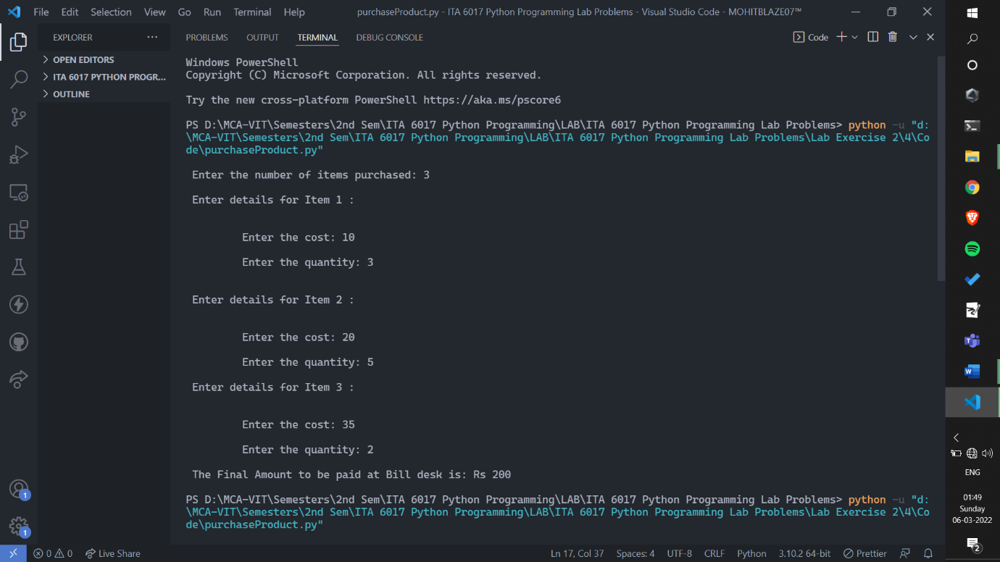 File Edit Selection View Go Run Terminal Help
purchaseProduct.py - ITA 6017 Python Programming Lab Problems - Visual Studio Code - MOHITBLAZE07™
EXPLORER
OPEN EDITORS
ITA 6017 PYTHON PROGR...
OUTLINE
PROBLEMS OUTPUT TERMINAL DEBUG CONSOLE
Code
Windows PowerShell
Copyright (C) Microsoft Corporation. All rights reserved.
Try the new cross-platform PowerShell https://aka.ms/pscore6
PS D:\MCA-VIT\Semesters\2nd Sem\ITA 6017 Python Programming\LAB\ITA 6017 Python Programming Lab Problems> python -u "d:
\MCA-VIT\Semesters\2nd Sem\ITA 6017 Python Programming\LAB\ITA 6017 Python Programming Lab Problems\Lab Exercise 2\4\Co
de\purchaseProduct.py"
Enter the number of items purchased: 3
Enter details for Item 1 :
Enter the cost: 10
Enter the quantity: 3
Enter details for Item 2 :
Enter the cost: 20
Enter the quantity: 5
Enter details for Item 3 :
Enter the cost: 35
Enter the quantity: 2
The Final Amount to be paid at Bill desk is: Rs 200
PS D:\MCA-VIT\Semesters\2nd Sem\ITA 6017 Python Programming\LAB\ITA 6017 Python Programming Lab Problems> python -u "d:
\MCA-VIT\Semesters\2nd Sem\ITA 6017 Python Programming\LAB\ITA 6017 Python Programming Lab Problems\Lab Exercise 2\4\Co
de\purchaseProduct.py"
1
1
0 0 Live Share
Ln 17, Col 37 Spaces: 4 UTF-8 CRLF Python 3.10.2 64-bit Prettier
ENG
01:49
Sunday
06-03-2022
2